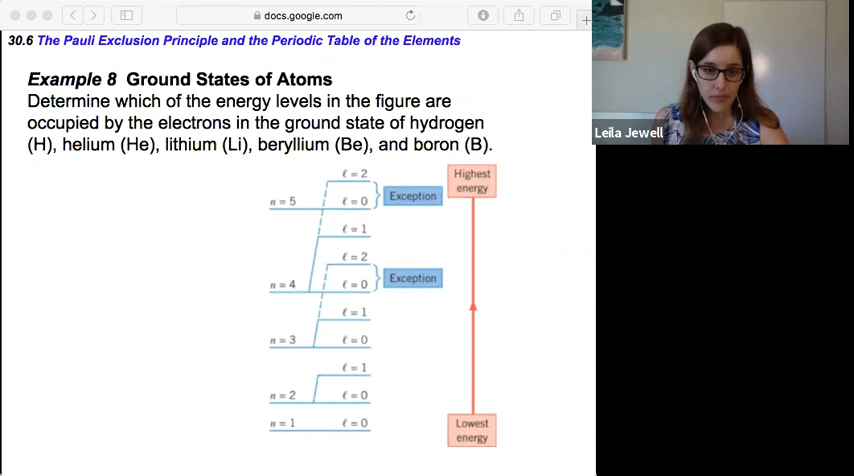 docs.google.com
30.6 The Pauli Exclusion Principle and the Periodic Table of the Elements
Leila Jewell
Example 8 Ground States of Atoms
Determine which of the energy levels in the figure are
occupied by the electrons in the ground state of hydrogen
(H), helium (He), lithium (Li), beryllium (Be), and boron (B).
ℓ = 2
Highest
energy
Exception
n = 5
ℓ = 0
ℓ = 1
ℓ = 2
Exception
n = 4
ℓ = 0
ℓ = 1
n = 3
ℓ = 0
ℓ = 1
n = 2
ℓ = 0
n = 1
ℓ = 0
Lowest
energy